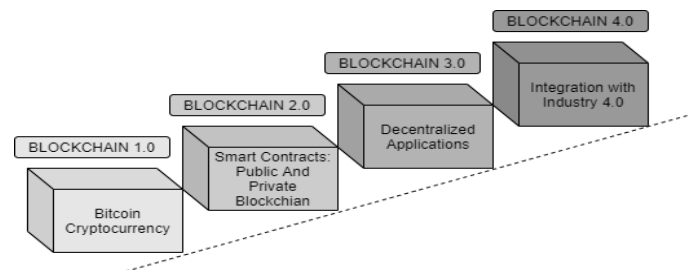 BLOCKCHAIN 4.0
Integration with
Industry 4.0
BLOCKCHAIN 3.0
Decentralized
Applications
BLOCKCHAIN 2.0
Smart Contracts:
Public And
Private
Blockchian
BLOCKCHAIN 1.0
Bitcoin
Cryptocurrency